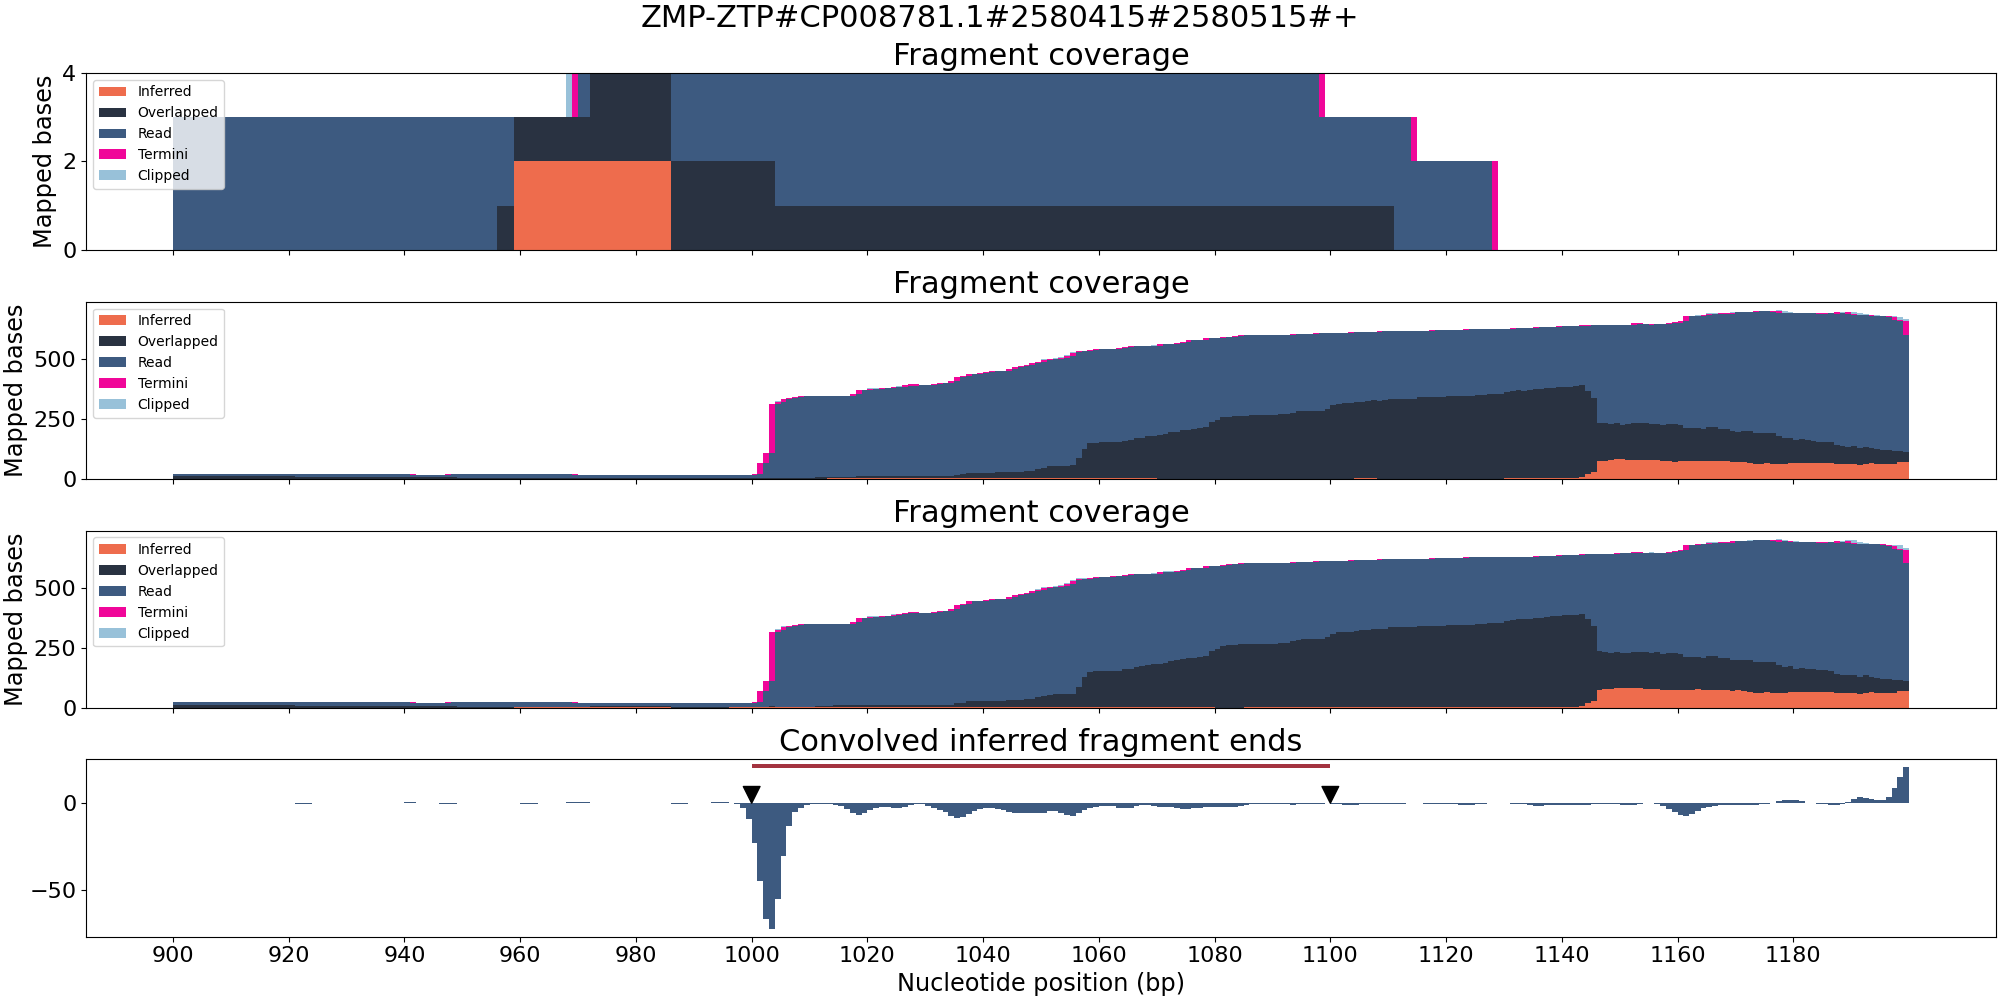 ZMP-ZTP#CP008781.1#2580415#2580515#+
Fragment coverage
Mapped bases
4
2
0
Inferred
Overlapped
Read
Termini
Clipped
Fragment coverage
Mapped bases
500
250
0
Inferred
Overlapped
Read
Termini
Clipped
Fragment coverage
Mapped bases
500
250
0
Inferred
Overlapped
Read
Termini
Clipped
Convolved inferred fragment ends
0
−50
900 920 940 960 980 1000 1020 1040 1060 1080 1100 1120 1140 1160 1180
Nucleotide position (bp)